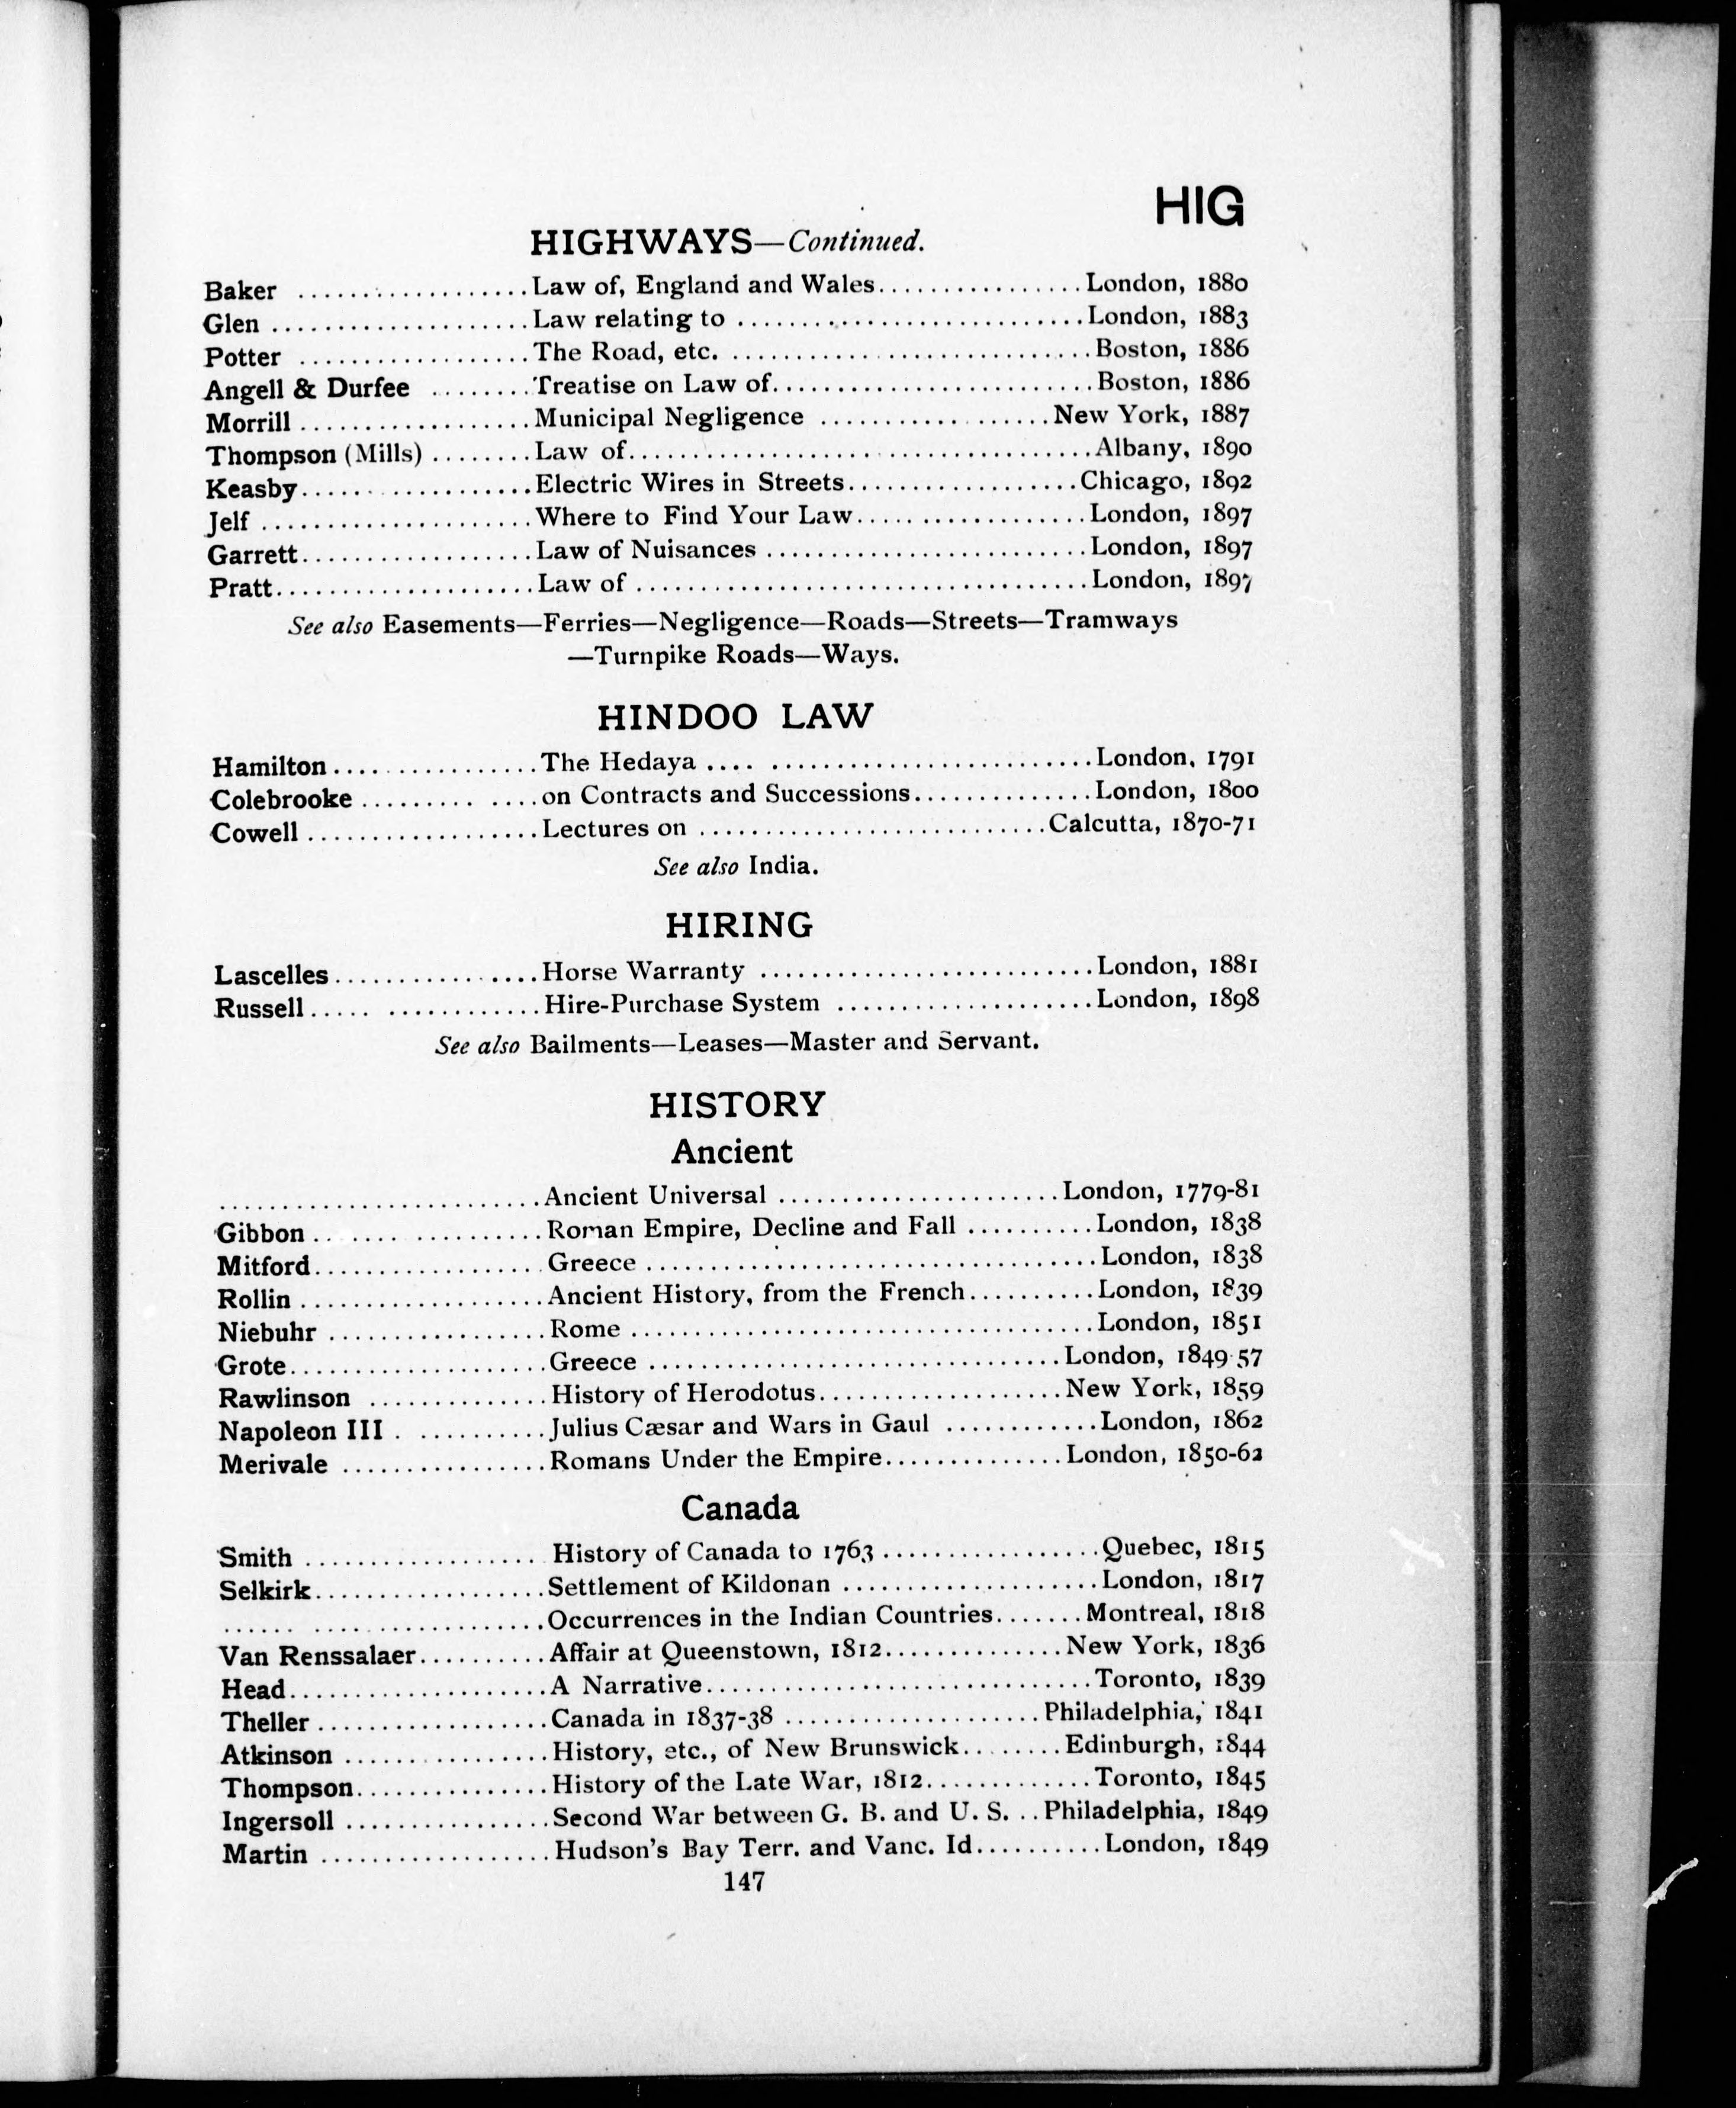 HIG
HIGHWAYS—Continued.
Baker ..................Law of, England and Wales................London, 1880
Glen ....................Law relating to ...........................London, 1883
Potter ..................The Road, etc. ............................Boston, 1886
Angell & Durfee ........Treatise on Law of.........................Boston, 1886
Morrill ..................Municipal Negligence ..................New York, 1887
Thompson (Mills) ........Law of....................................Albany, 1890
Keasby..................Electric Wires in Streets..................Chicago, 1892
Jelf .....................Where to Find Your Law..................London, 1897
Garrett..................Law of Nuisances .........................London, 1897
Pratt....................Law of ...................................London, 1897
See also Easements—Ferries—Negligence—Roads—Streets—Tramways
—Turnpike Roads—Ways.
HINDOO LAW
Hamilton................The Hedaya .... .........................London, 1791
Colebrooke ......... ....on Contracts and Successions..............London, 1800
Cowell ..................Lectures on ...........................Calcutta, 1870-71
See also India.
HIRING
Lascelles................Horse Warranty ..........................London, 1881
Russell..... ............Hire-Purchase System ....................London, 1898
See also Bailments—Leases—Master and Servant.
HISTORY
Ancient
.........................Ancient Universal ......................London, 1779-81
Gibbon ..................Roman Empire, Decline and Fall ..........London, 1838
Mitford..................Greece ...................................London, 1838
Rollin ...................Ancient History, from the French..........London, 1839
Niebuhr .................Rome ....................................London, 1851
Grote....................Greece ................................London, 1849-57
Rawlinson ..............History of Herodotus...................New York, 1859
Napoleon III . ..........Julius Cæsar and Wars in Gaul ............London, 1862
Merivale ................Romans Under the Empire..............London, 1850-62
Canada
Smith .................. History of Canada to 1763 .................Quebec, 1815
Selkirk..................Settlement of Kildonan ....................London, 1817
...... ..................Occurrences in the Indian Countries.......Montreal, 1818
Van Renssalaer..........Affair at Queenstown, 1812..............New York, 1836
Head....................A Narrative..............................Toronto, 1839
Theller ..................Canada in 1837-38 ....................Philadelphia, 1841
Atkinson ................History, etc., of New Brunswick........Edinburgh, 1844
Thompson...............History of the Late War, 1812.............Toronto, 1845
Ingersoll ................Second War between G. B. and U. S. ...Philadelphia, 1849
Martin ..................Hudson's Bay Terr. and Vanc. Id..........London, 1849
147